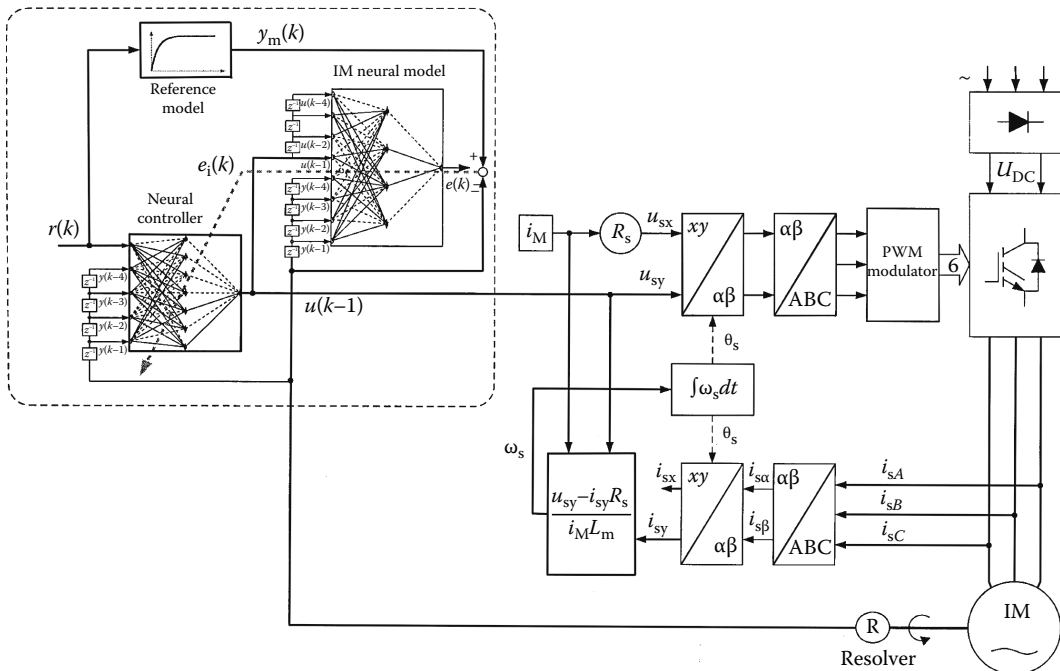 y_m(k)
Reference
model
IM neural model
z⁻¹ u(k–4)
z⁻¹
z⁻¹ u(k–2)
u(k–1)
z⁻¹ y(k–4)
z⁻¹ y(k–3)
z⁻¹ y(k–2)
z⁻¹ y(k–1)
+
e(k) –
e_i(k)
Neural
controller
r(k)
z⁻¹ y(k–4)
z⁻¹ y(k–3)
z⁻¹ y(k–2)
z⁻¹ y(k–1)
u(k–1)
~
U_DC
i_M
R_s
u_sx
u_sy
xy
αβ
αβ
ABC
PWM
modulator
6
θ_s
∫ω_s dt
θ_s
ω_s
u_sy – i_sy R_s
i_M L_m
i_sx
i_sy
xy
αβ
i_sα
i_sβ
αβ
ABC
i_sA
i_sB
i_sC
R
Resolver
IM
~